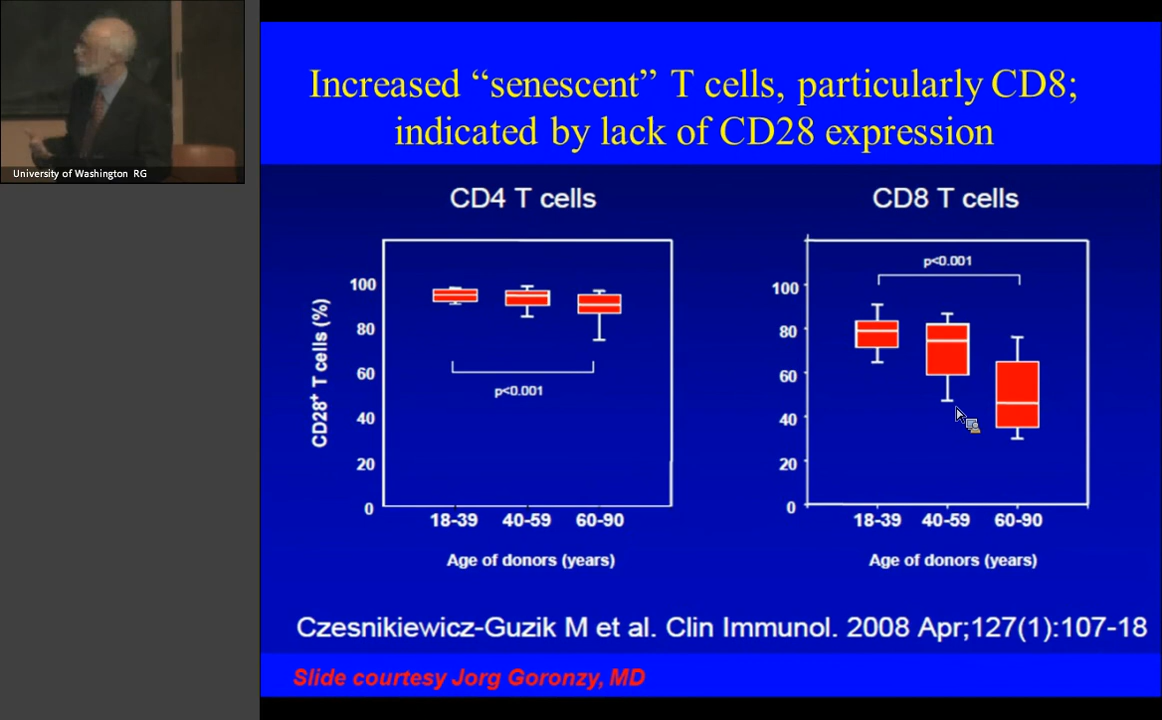 University of Washington RG
Increased “senescent” T cells, particularly CD8;
indicated by lack of CD28 expression
CD4 T cells
CD28+ T cells (%)
100
80
60
40
20
0
p<0.001
18-39 40-59 60-90
Age of donors (years)
CD8 T cells
p<0.001
100
80
60
40
20
0
18-39 40-59 60-90
Age of donors (years)
Czesnikiewicz-Guzik M et al. Clin Immunol. 2008 Apr;127(1):107-18
Slide courtesy Jorg Goronzy, MD